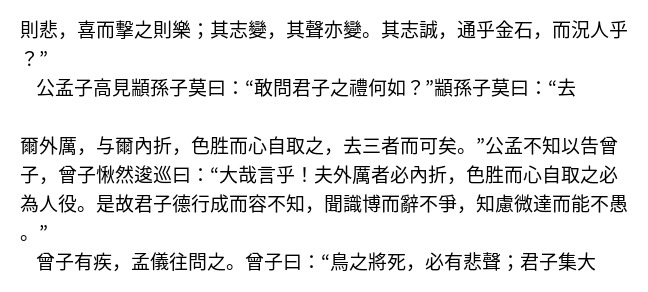 則悲，喜而撃之則樂；其志變，其聲亦變。其志誠，通乎金石，而況人乎
？”
公孟子高見顓孫子莫曰：“敢問君子之禮何如？”顓孫子莫曰：“去
爾外厲，与爾內折，色胜而心自取之，去三者而可矣。”公孟不知以告曾
子，曾子愀然逡巡曰：“大哉言乎！夫外厲者必內折，色胜而心自取之必
為人役。是故君子德行成而容不知，聞識博而辭不爭，知慮微達而能不愚
。”
曾子有疾，孟儀往問之。曾子曰：“鳥之將死，必有悲聲；君子集大